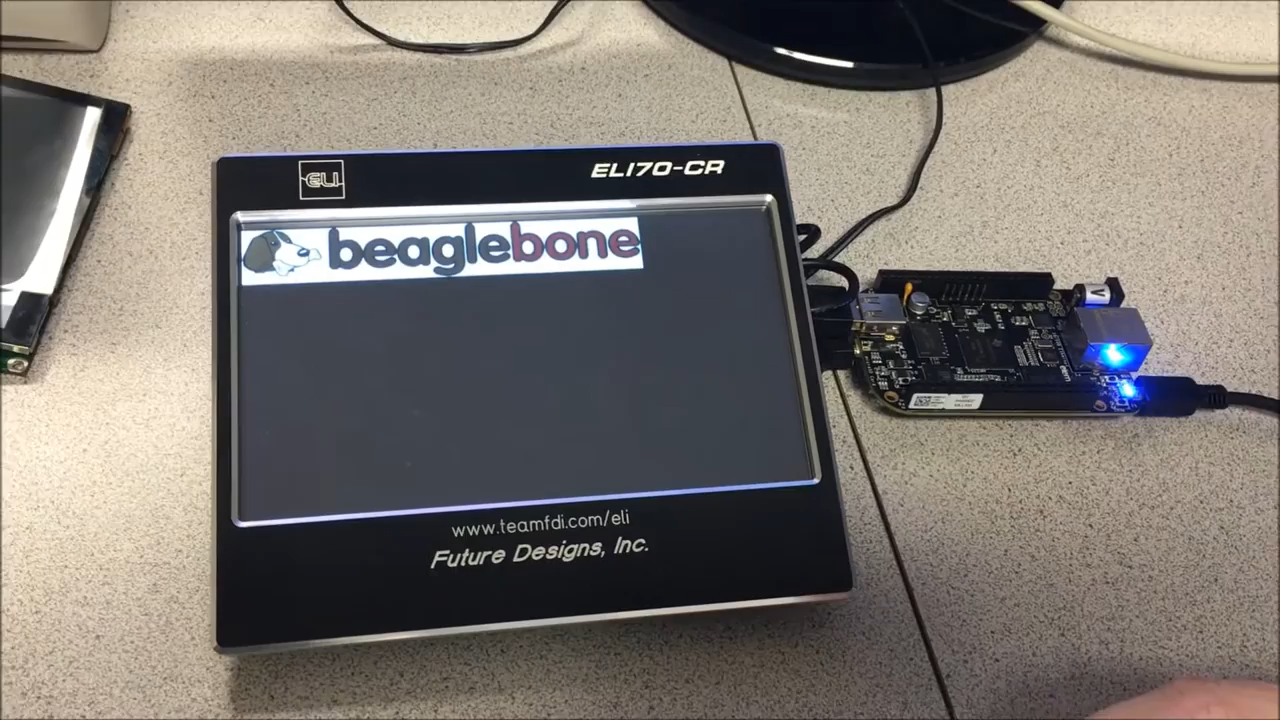 ELI
ELI70-CR
beaglebone
www.teamfdi.com/eli
Future Designs, Inc.